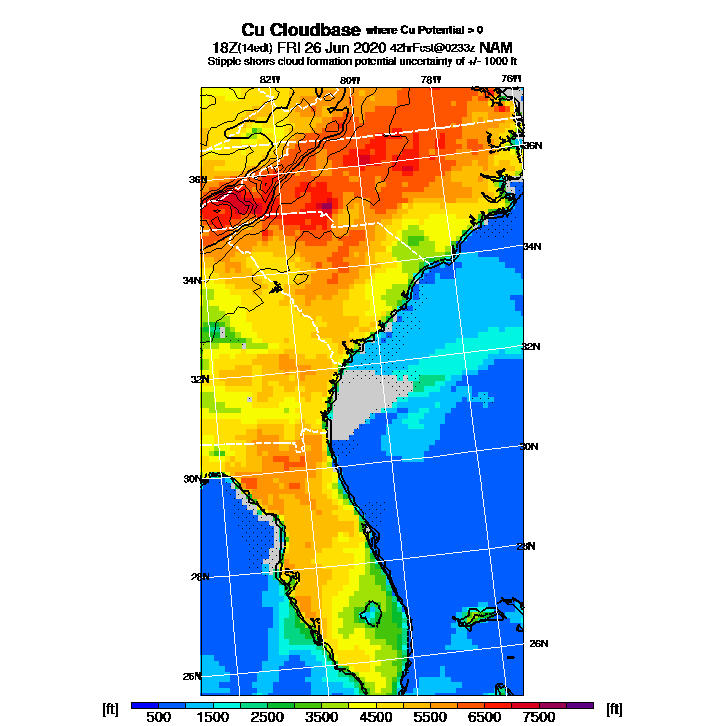 Cu Cloudbase where Cu Potential > 0
18Z(14edt) FRI 26 Jun 2020 42hrFcst@0233z NAM
Stipple shows cloud formation potential uncertainty of +/- 1000 ft
82W 80W 78W 76W
36N
36N
34N
34N
32N
32N
30N
30N
28N
28N
26N
26N
[ft] 500 1500 2500 3500 4500 5500 6500 7500 [ft]